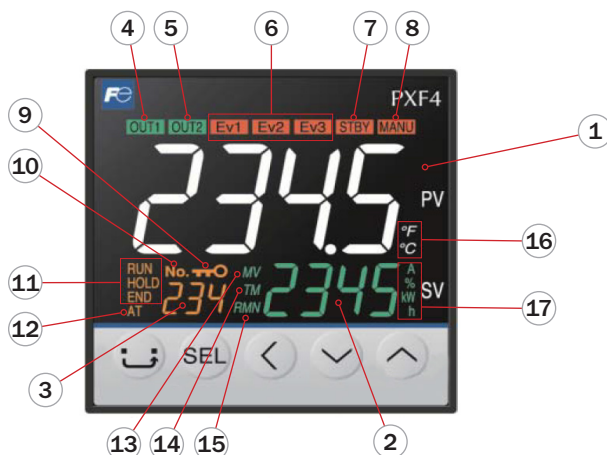 4 5 6 7 8
9
10
11
12
3
13 14 15
2
1
16
17
Fe PXF4
OUT1 OUT2 Ev1 Ev2 Ev3 STBY MANU
234.5
PV
°F
°C
RUN
HOLD
END
AT
No.
234
MV
TM
RMN
2345
A
%
kW
h
SV
SEL